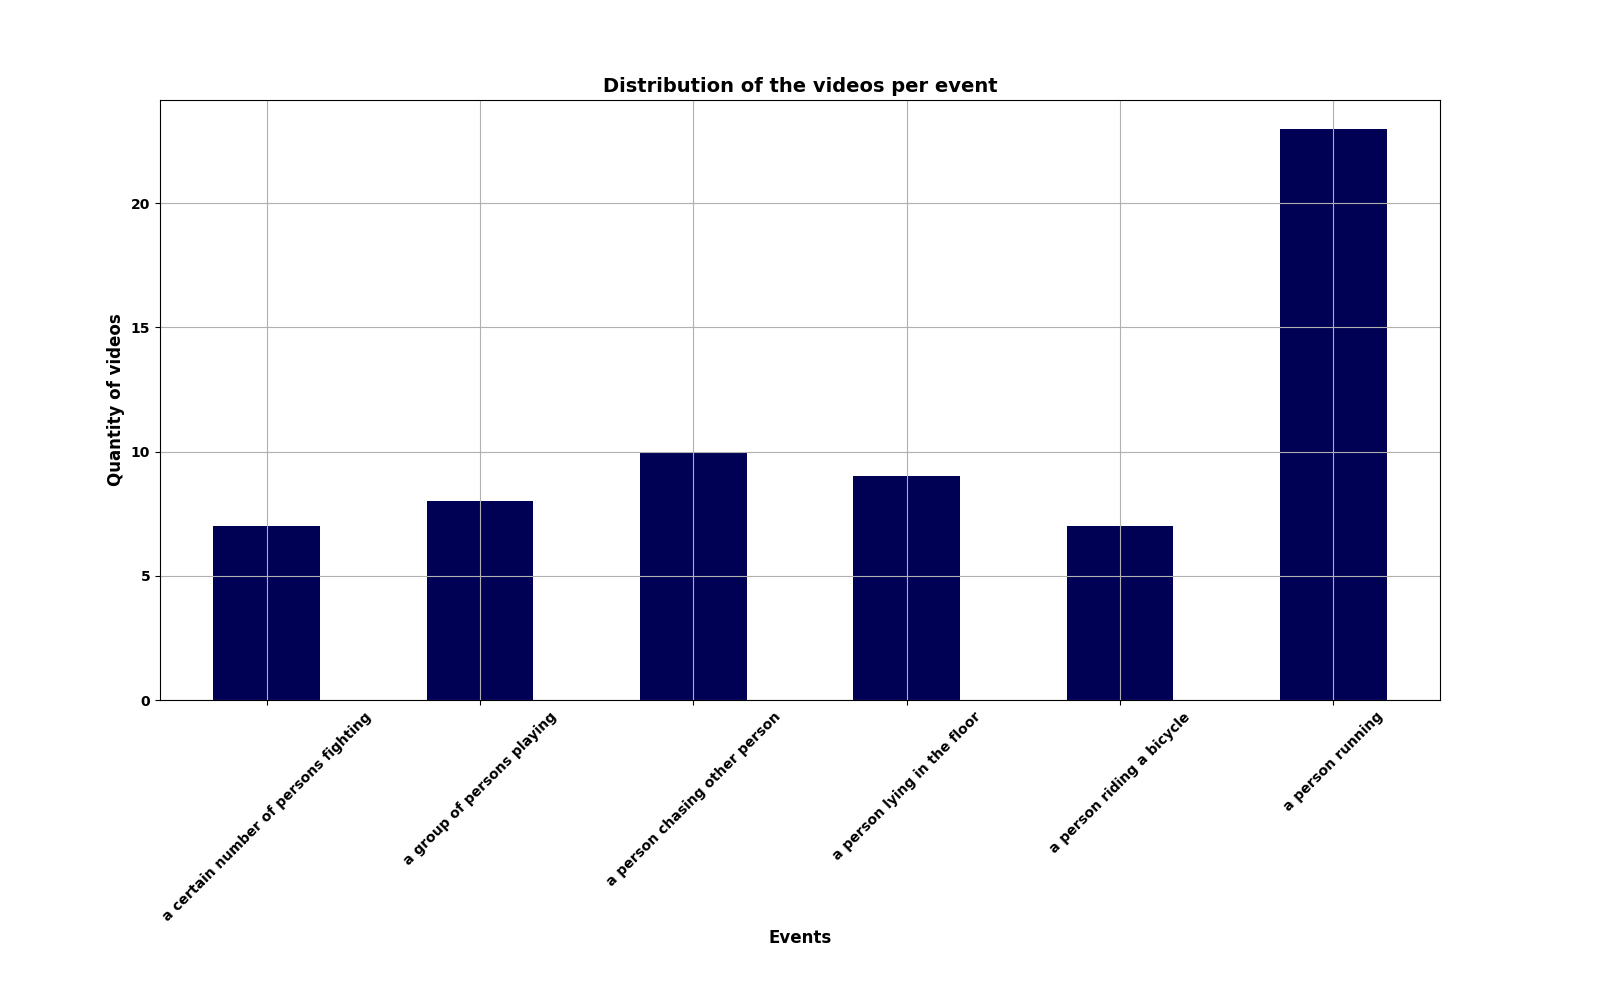 Distribution of the videos per event
Quantity of videos
20
15
10
5
0
a certain number of persons fighting
a group of persons playing
a person chasing other person
a person lying in the floor
a person riding a bicycle
a person running
Events